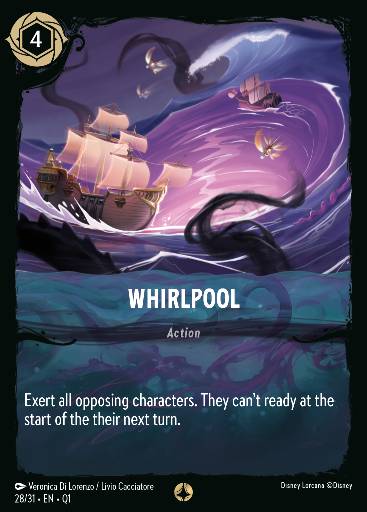 4
WHIRLPOOL
Action
Exert all opposing characters. They can't ready at the
start of the their next turn.
Veronica Di Lorenzo / Livio Cacciatore
28/31 • EN • Q1
Disney Lorcana ©Disney